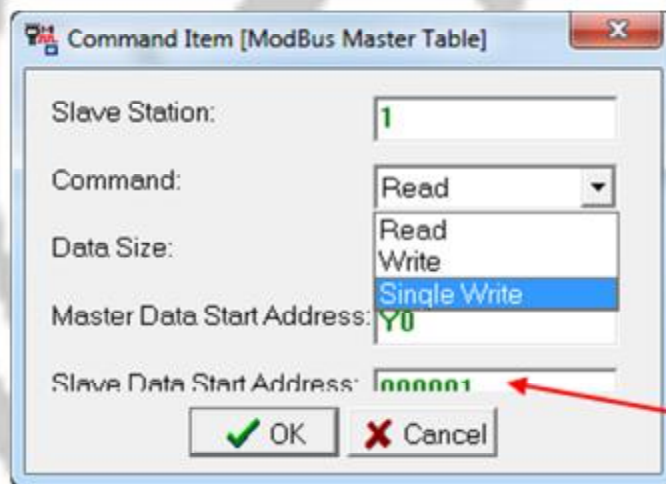 Command Item [ModBus Master Table]
Slave Station: 1
Command: Read
Read
Data Size:
Write
Single Write
Master Data Start Address: Y0
Slave Data Start Address: 000001
OK Cancel